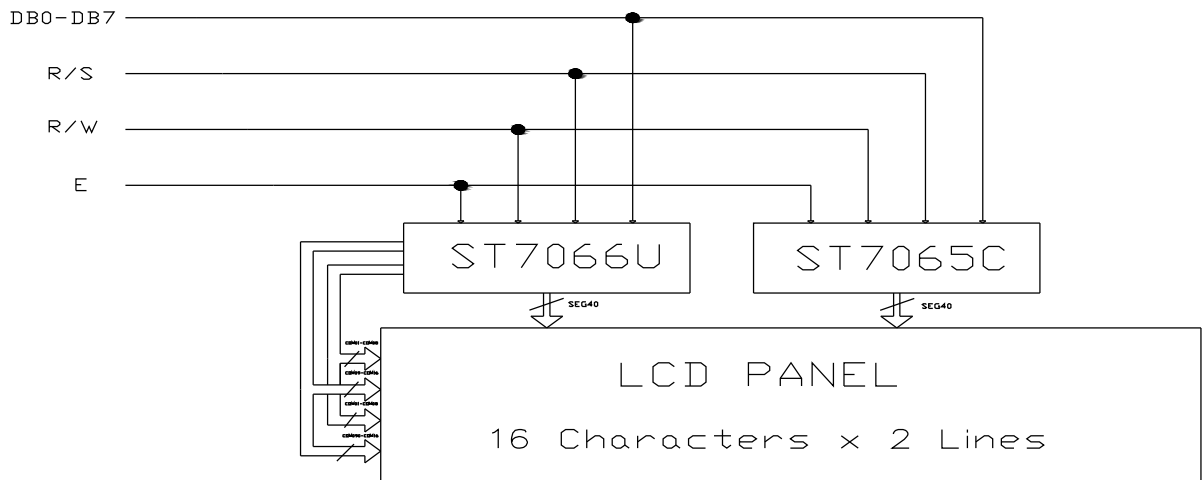 DB0-DB7
R/S
R/W
E
ST7066U
ST7065C
SEG40
SEG40
LCD PANEL
16 Characters x 2 Lines